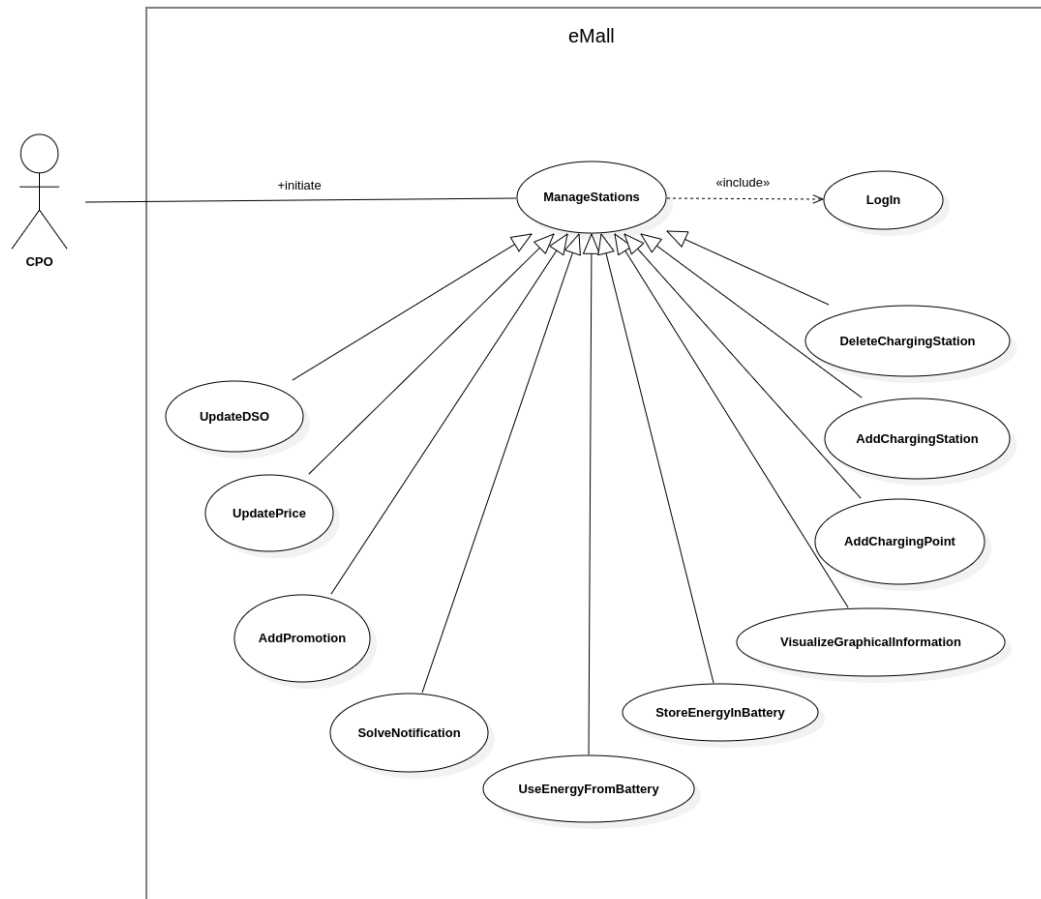 eMall
+initiate
ManageStations
«include»
LogIn
CPO
DeleteChargingStation
UpdateDSO
AddChargingStation
UpdatePrice
AddChargingPoint
AddPromotion
VisualizeGraphicalInformation
StoreEnergyInBattery
SolveNotification
UseEnergyFromBattery